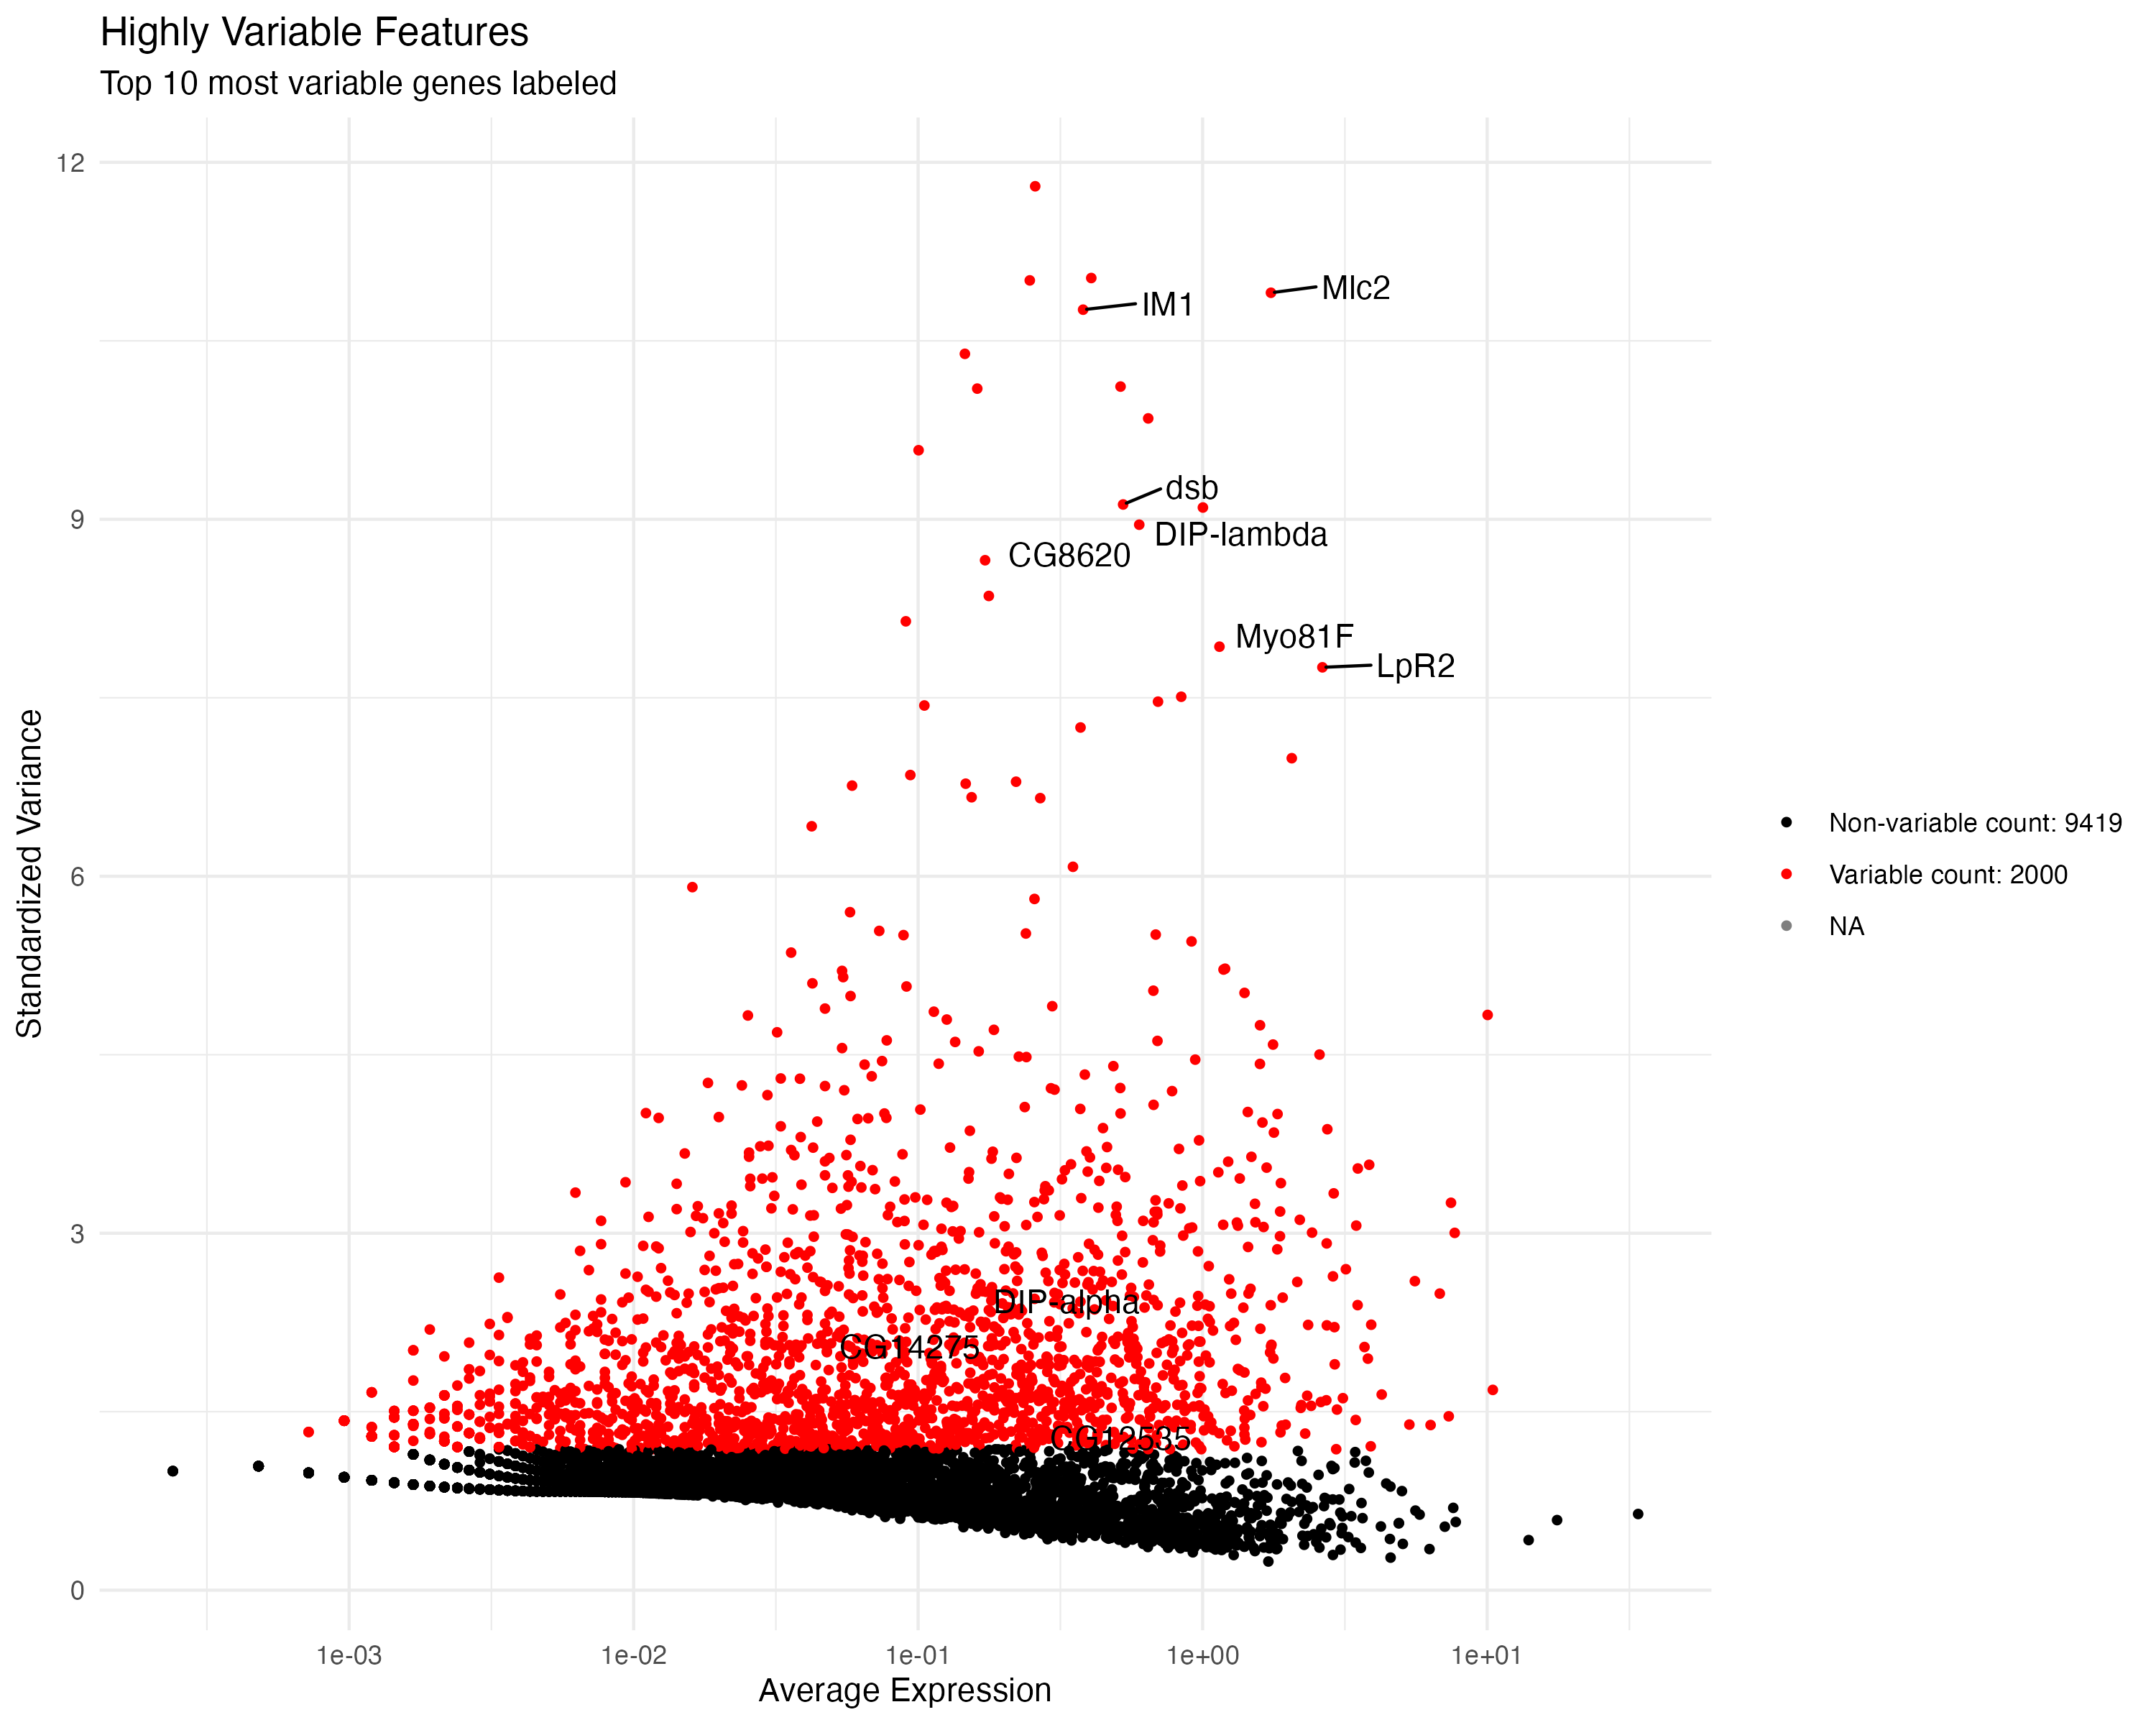 Highly Variable Features
Top 10 most variable genes labeled
12
9
6
3
0
Standardized Variance
Mlc2
IM1
dsb
DIP-lambda
CG8620
Myo81F
LpR2
DIP-alpha
CG14275
CG12535
1e-03
1e-02
1e-01
1e+00
1e+01
Average Expression
Non-variable count: 9419
Variable count: 2000
NA